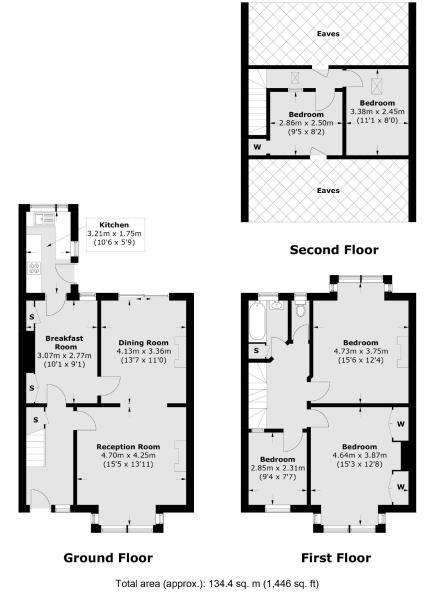 Eaves
Bedroom
3.38m x 2.45m
(11'1 x 8'0)
Bedroom
2.86m x 2.50m
(9'5 x 8'2)
W
Eaves
Second Floor
Kitchen
3.21m x 1.75m
(10'6 x 5'9)
S
Breakfast
Room
3.07m x 2.77m
(10'1 x 9'1)
S
Dining Room
4.13m x 3.36m
(13'7 x 11'0)
S
Reception Room
4.70m x 4.25m
(15'5 x 13'11)
Ground Floor
S
Bedroom
4.73m x 3.75m
(15'6 x 12'4)
W
Bedroom
4.64m x 3.87m
(15'3 x 12'8)
Bedroom
2.85m x 2.31m
(9'4 x 7'7)
W
First Floor
Total area (approx.): 134.4 sq. m (1,446 sq. ft)